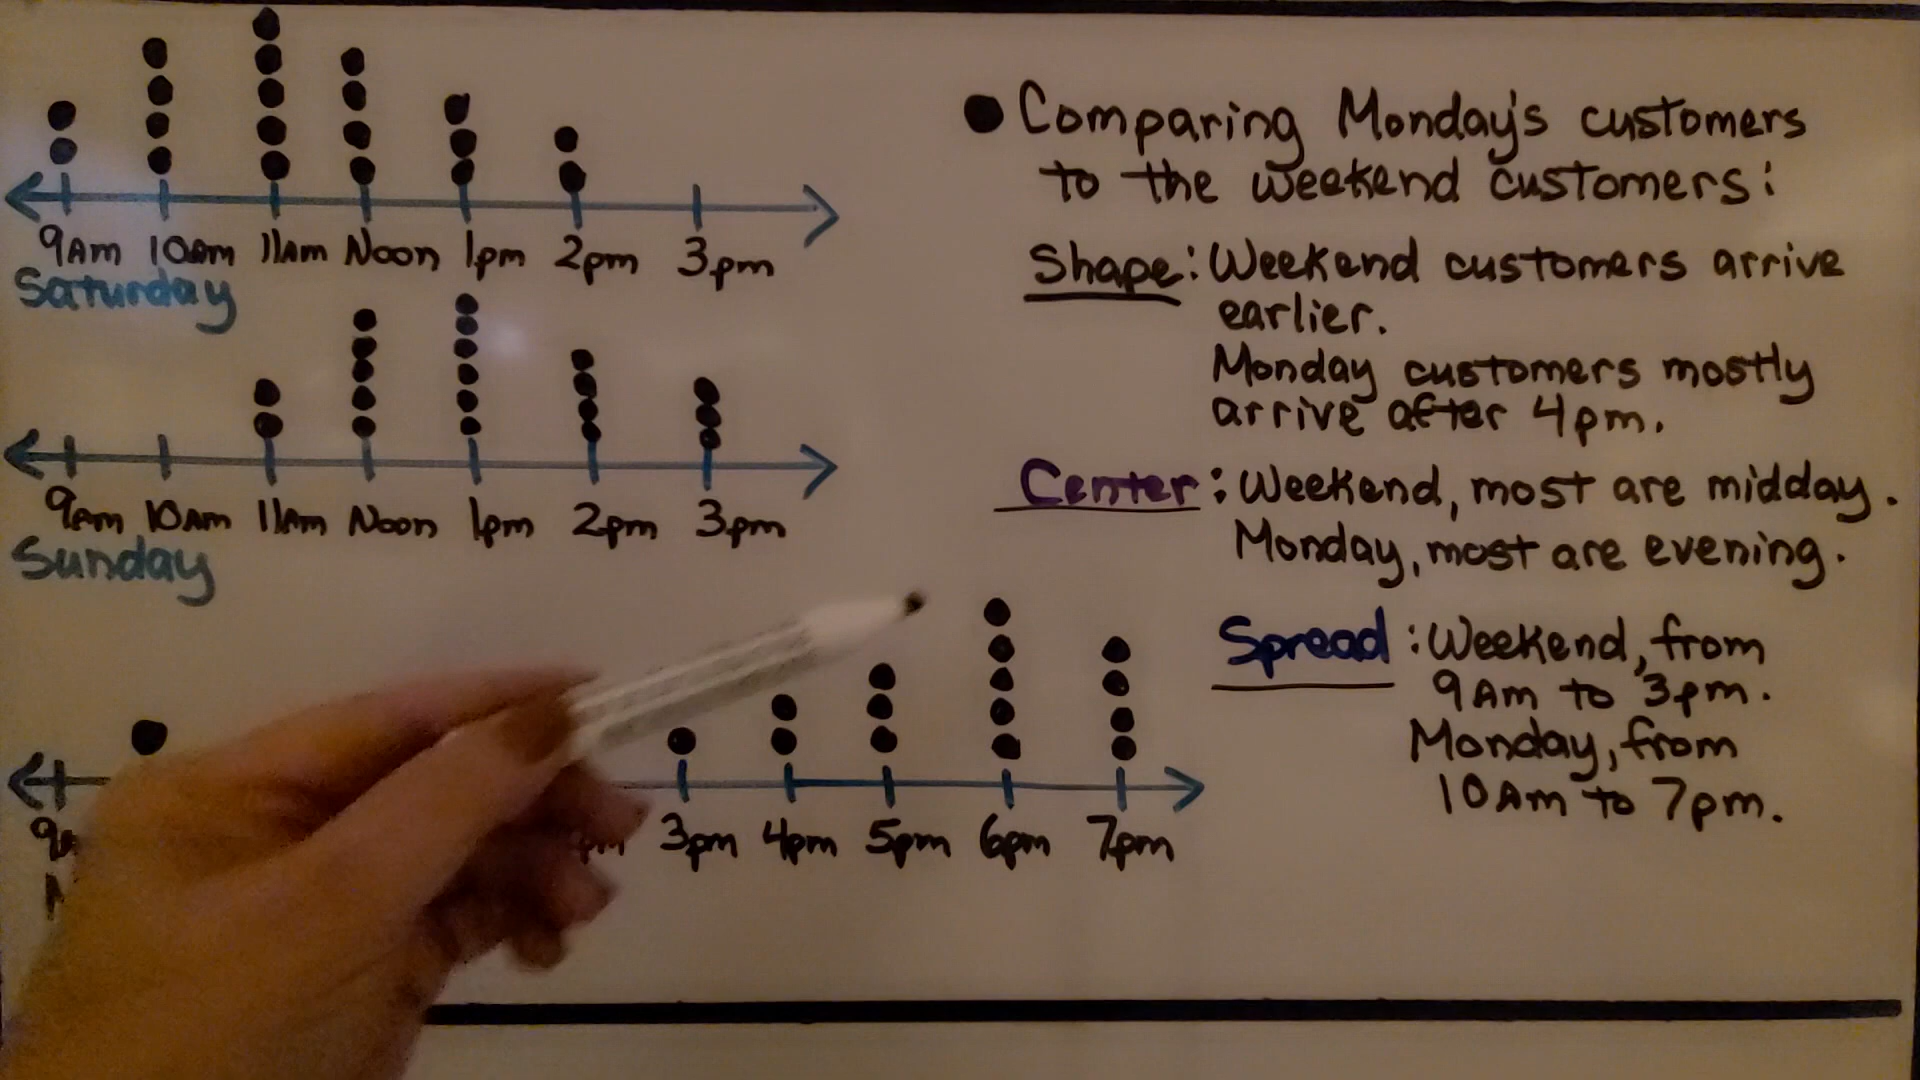 9Am 10Am 11Am Noon 1pm 2pm 3pm
Saturday
9am 10Am 11Am Noon 1pm 2pm 3pm
Sunday
3pm 4pm 5pm 6pm 7pm
Comparing Monday's customers
to the weekend customers:
Shape: Weekend customers arrive
earlier.
Monday customers mostly
arrive after 4pm.
Center: Weekend, most are midday.
Monday, most are evening.
Spread: Weekend, from
9Am to 3pm.
Monday, from
10Am to 7pm.